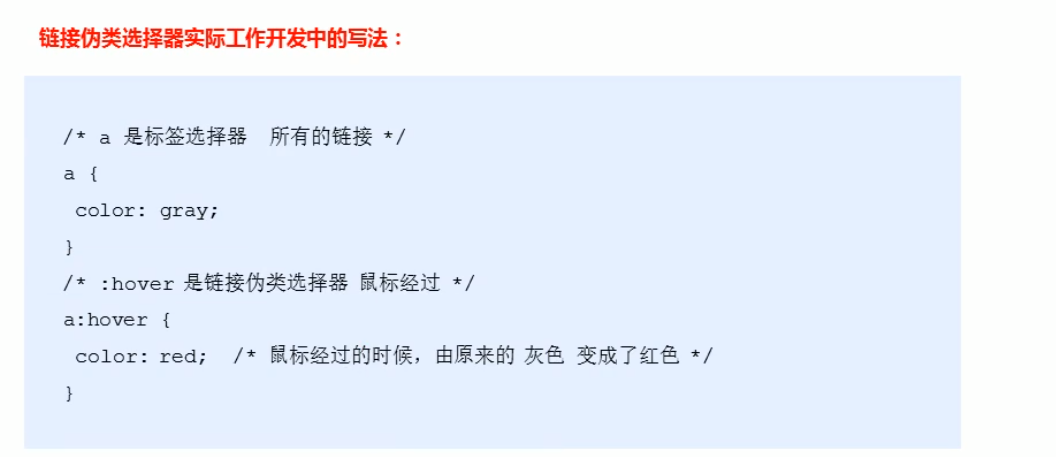 链接伪类选择器实际工作开发中的写法：
/* a 是标签选择器  所有的链接 */
a {
 color: gray;
}
/* :hover 是链接伪类选择器 鼠标经过 */
a:hover {
 color: red;  /* 鼠标经过的时候，由原来的 灰色 变成了红色 */
}